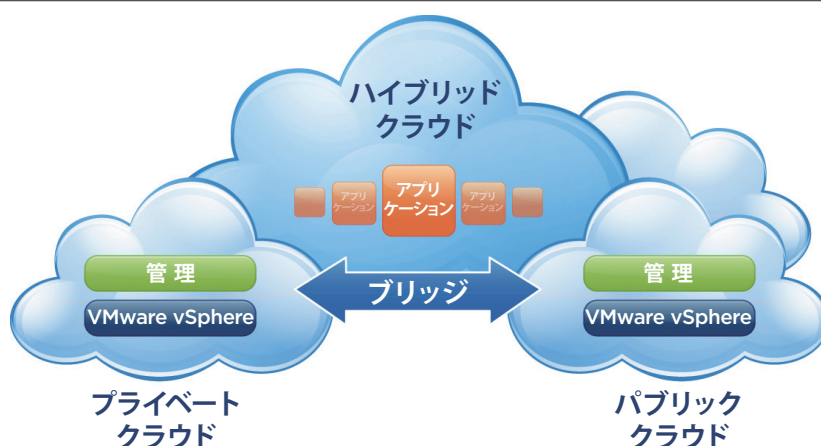 ハイブリッド
クラウド
アプリ
ケーション
アプリ
ケーション
アプリ
ケーション
管理
VMware vSphere
ブリッジ
管理
VMware vSphere
プライベート
クラウド
パブリック
クラウド